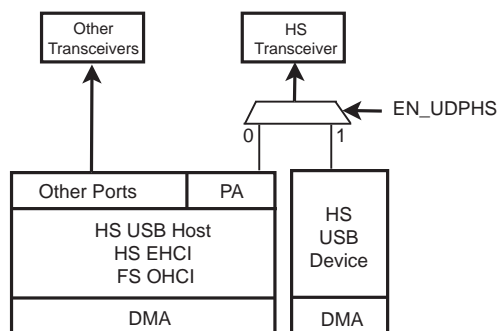 Other
Transceivers
HS
Transceiver
EN_UDPHS
0
1
Other Ports
PA
HS USB Host
HS EHCI
FS OHCI
DMA
HS
USB
Device
DMA